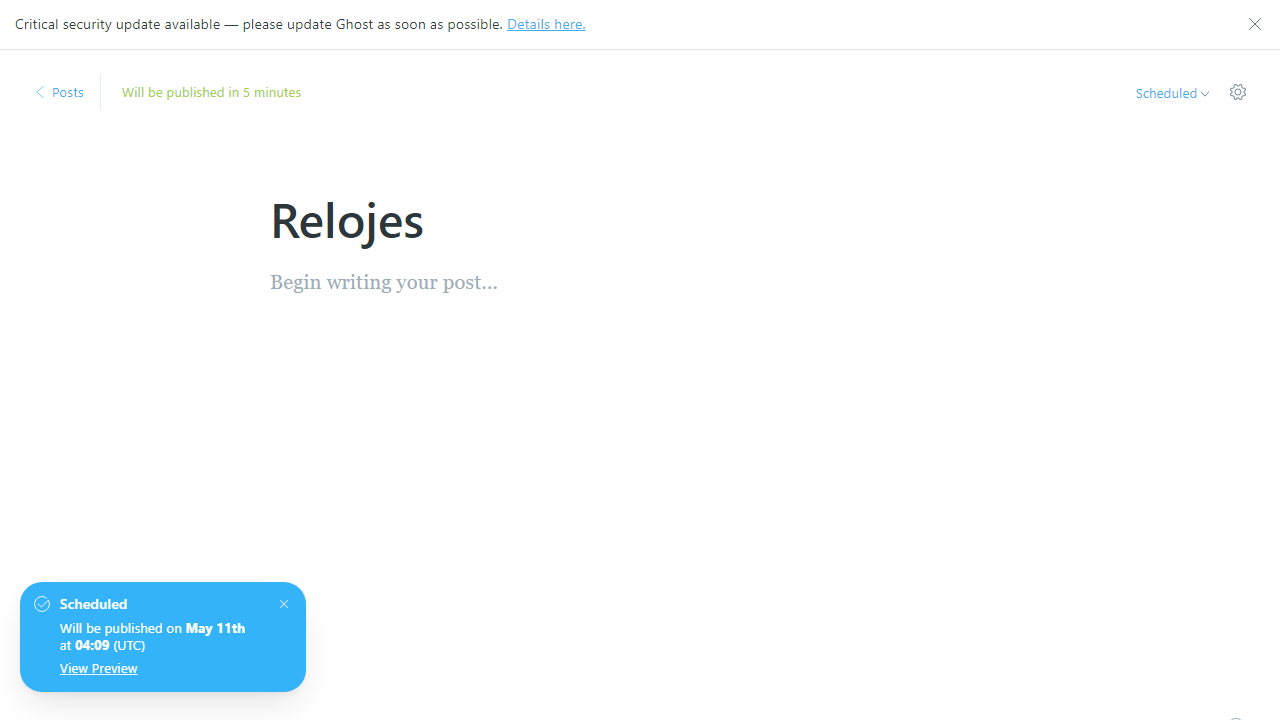 Critical security update available — please update Ghost as soon as possible. Details here.
Posts
Will be published in 5 minutes
Scheduled
Relojes
Begin writing your post...
Scheduled
Will be published on May 11th
at 04:09 (UTC)
View Preview